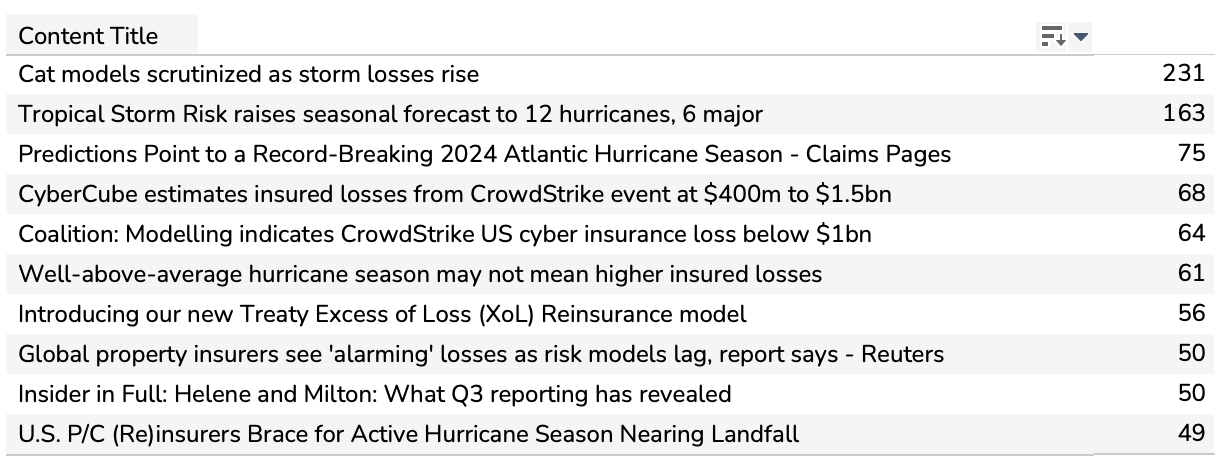 Content Title
Cat models scrutinized as storm losses rise 231
Tropical Storm Risk raises seasonal forecast to 12 hurricanes, 6 major 163
Predictions Point to a Record-Breaking 2024 Atlantic Hurricane Season - Claims Pages 75
CyberCube estimates insured losses from CrowdStrike event at $400m to $1.5bn 68
Coalition: Modelling indicates CrowdStrike US cyber insurance loss below $1bn 64
Well-above-average hurricane season may not mean higher insured losses 61
Introducing our new Treaty Excess of Loss (XoL) Reinsurance model 56
Global property insurers see 'alarming' losses as risk models lag, report says - Reuters 50
Insider in Full: Helene and Milton: What Q3 reporting has revealed 50
U.S. P/C (Re)insurers Brace for Active Hurricane Season Nearing Landfall 49